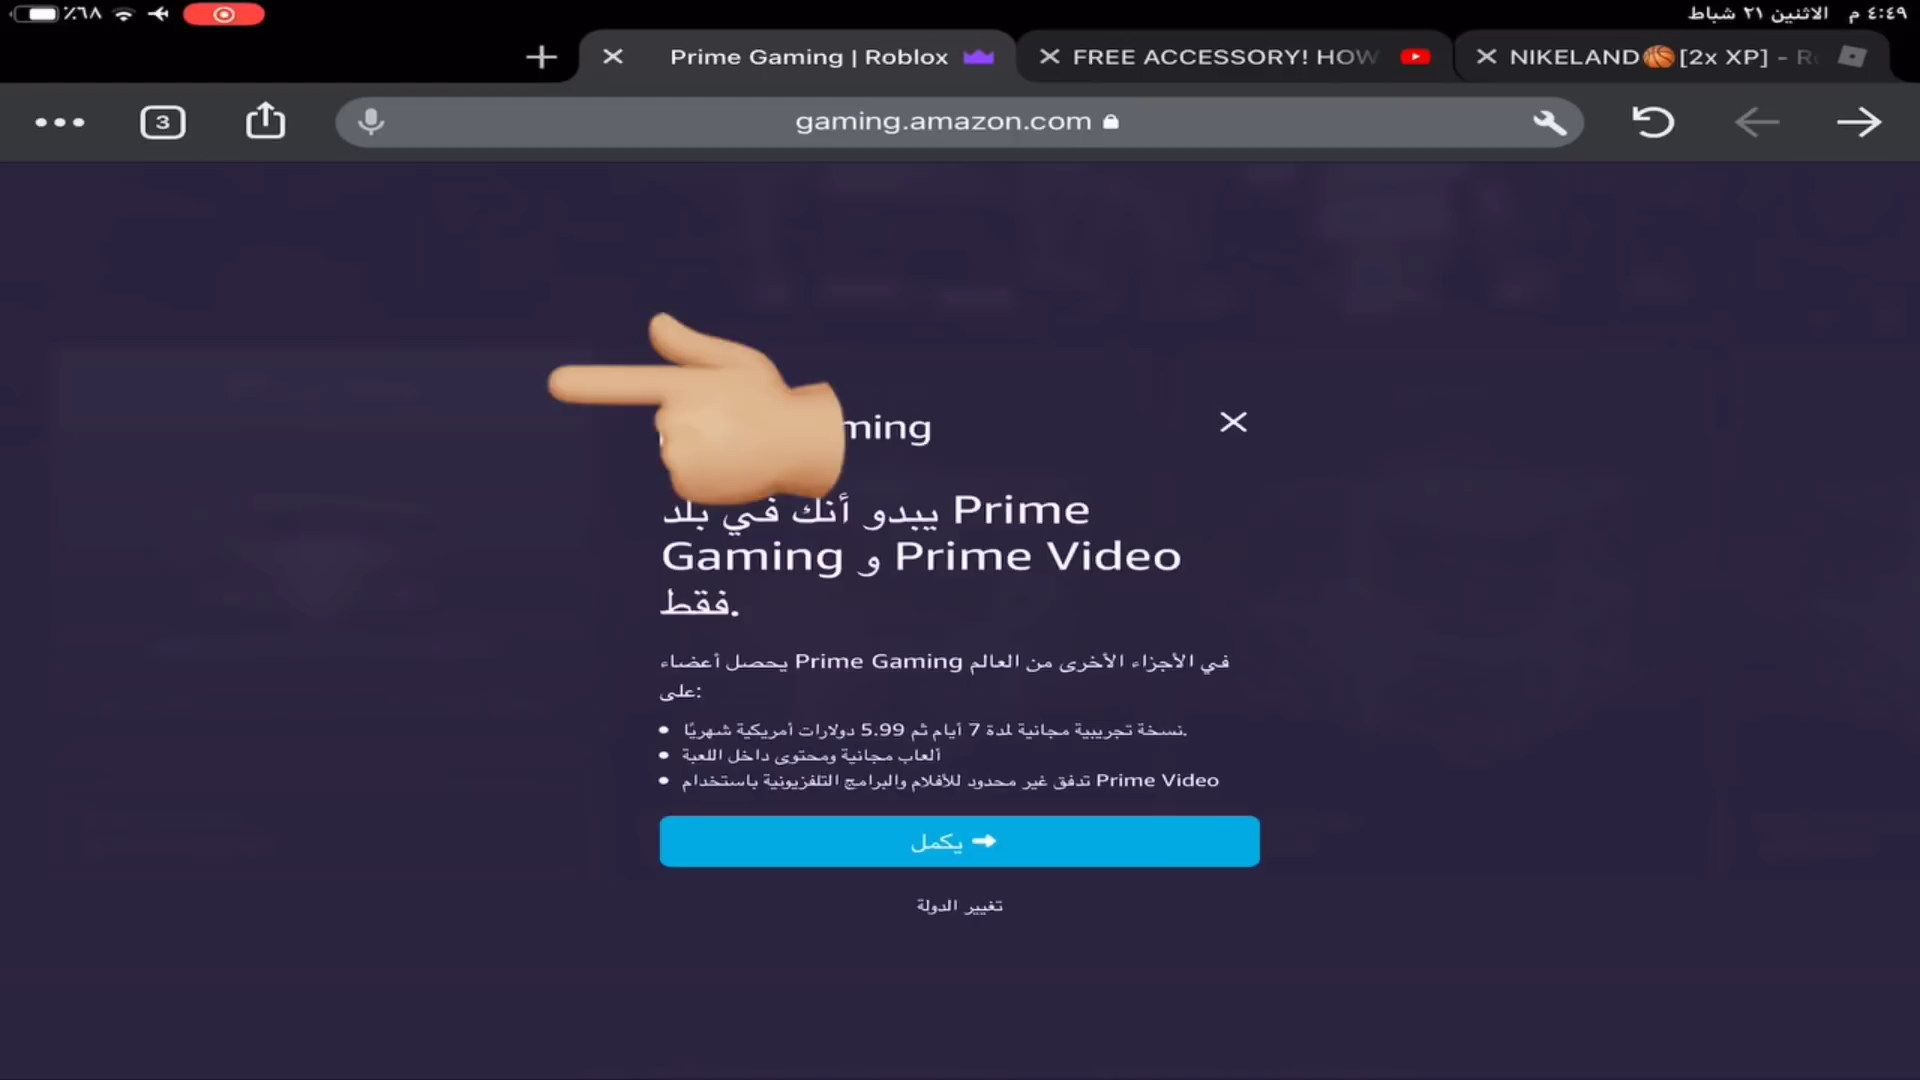 ٤:٤٩ م الاثنين ٢١ شباط
٪٦٨
Prime Gaming | Roblox
FREE ACCESSORY! HOW
NIKELAND🏀[2x XP] - R
3
gaming.amazon.com
ming
يبدو أنك في بلد Prime
Gaming و Prime Video
فقط.
في الأجزاء الأخرى من العالم Prime Gaming يحصل أعضاء
على:
نسخة تجريبية مجانية لمدة 7 أيام ثم 5.99 دولارات أمريكية شهريًا.
ألعاب مجانية ومحتوى داخل اللعبة
تدفق غير محدود للأفلام والبرامج التلفزيونية باستخدام Prime Video
يكمل
تغيير الدولة